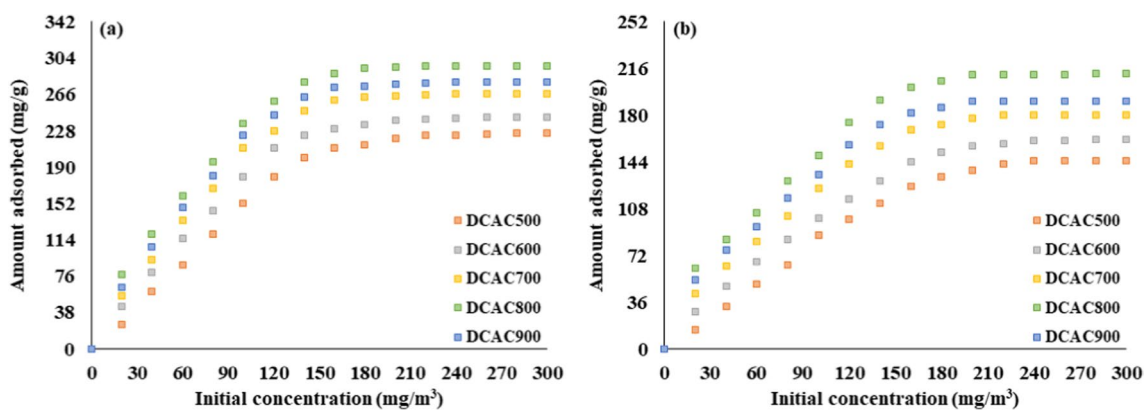 (a)
Amount adsorbed (mg/g)
342
304
266
228
190
152
114
76
38
0
DCAC500
DCAC600
DCAC700
DCAC800
DCAC900
0 30 60 90 120 150 180 210 240 270 300
Initial concentration (mg/m³)
(b)
Amount adsorbed (mg/g)
252
216
180
144
108
72
36
0
DCAC500
DCAC600
DCAC700
DCAC800
DCAC900
0 30 60 90 120 150 180 210 240 270 300
Initial concentration (mg/m³)